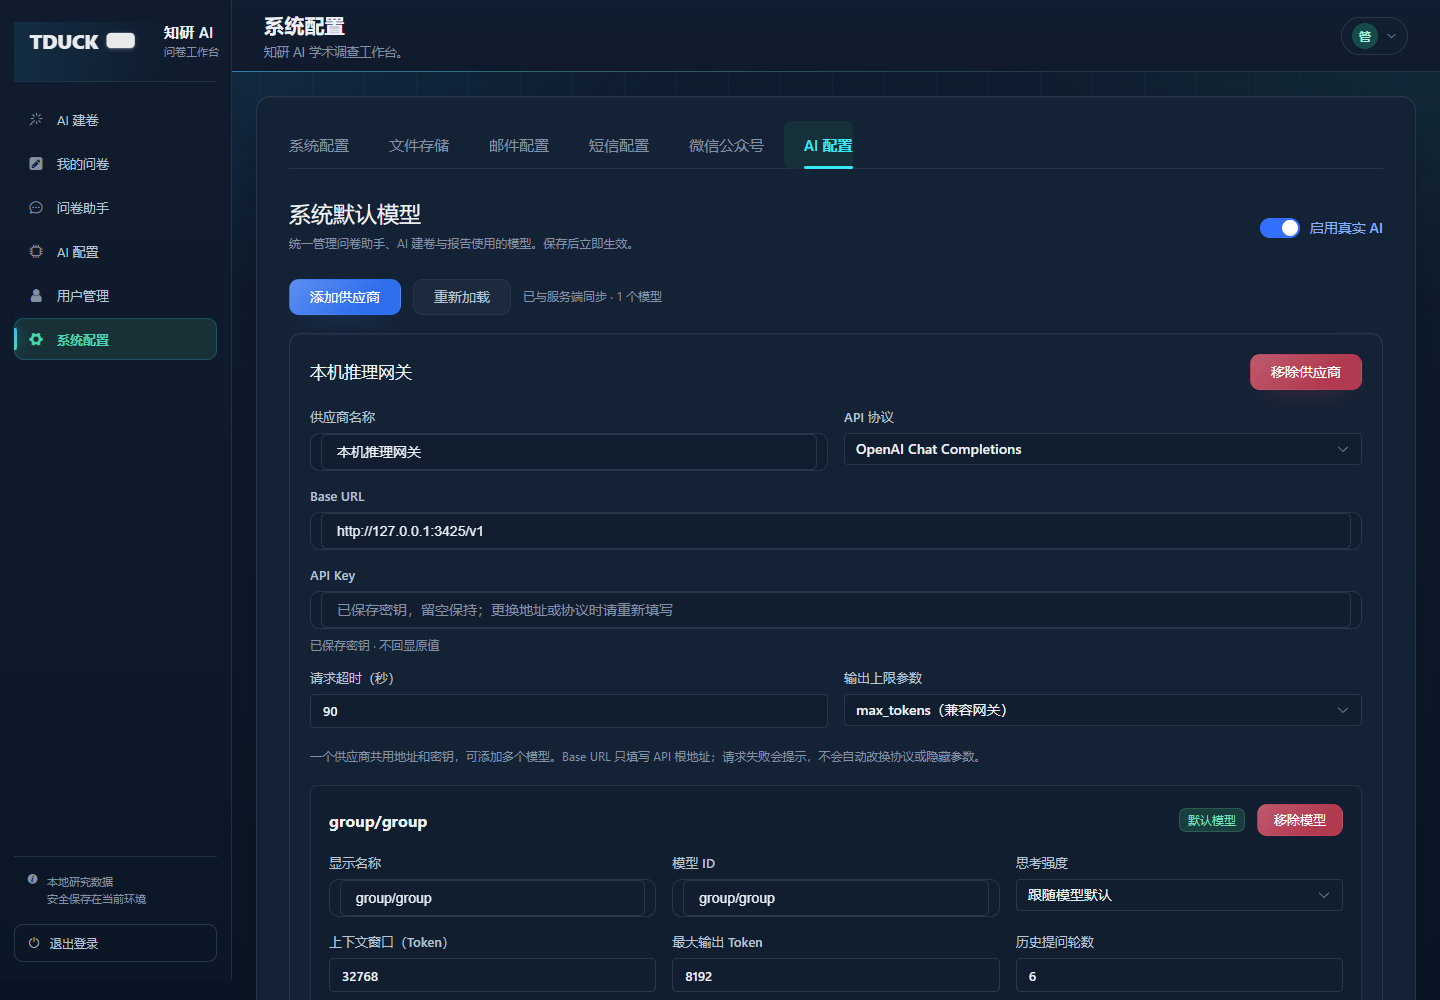 TDUCK
知研 AI
问卷工作台
AI 建卷
我的问卷
问卷助手
AI 配置
用户管理
系统配置
本地研究数据
安全保存在当前环境
退出登录
系统配置
知研 AI 学术调查工作台。
管
系统配置 文件存储 邮件配置 短信配置 微信公众号 AI 配置
系统默认模型
统一管理问卷助手、AI 建卷与报告使用的模型。保存后立即生效。
启用真实 AI
添加供应商 重新加载 已与服务端同步 · 1 个模型
本机推理网关
移除供应商
供应商名称 API 协议
本机推理网关 OpenAI Chat Completions
Base URL
http://127.0.0.1:3425/v1
API Key
已保存密钥，留空保持；更换地址或协议时请重新填写
已保存密钥 · 不回显原值
请求超时（秒） 输出上限参数
90 max_tokens（兼容网关）
一个供应商共用地址和密钥，可添加多个模型。Base URL 只填写 API 根地址；请求失败会提示，不会自动改换协议或隐藏参数。
group/group
默认模型 移除模型
显示名称 模型 ID 思考强度
group/group group/group 跟随模型默认
上下文窗口（Token） 最大输出 Token 历史提问轮数
32768 8192 6